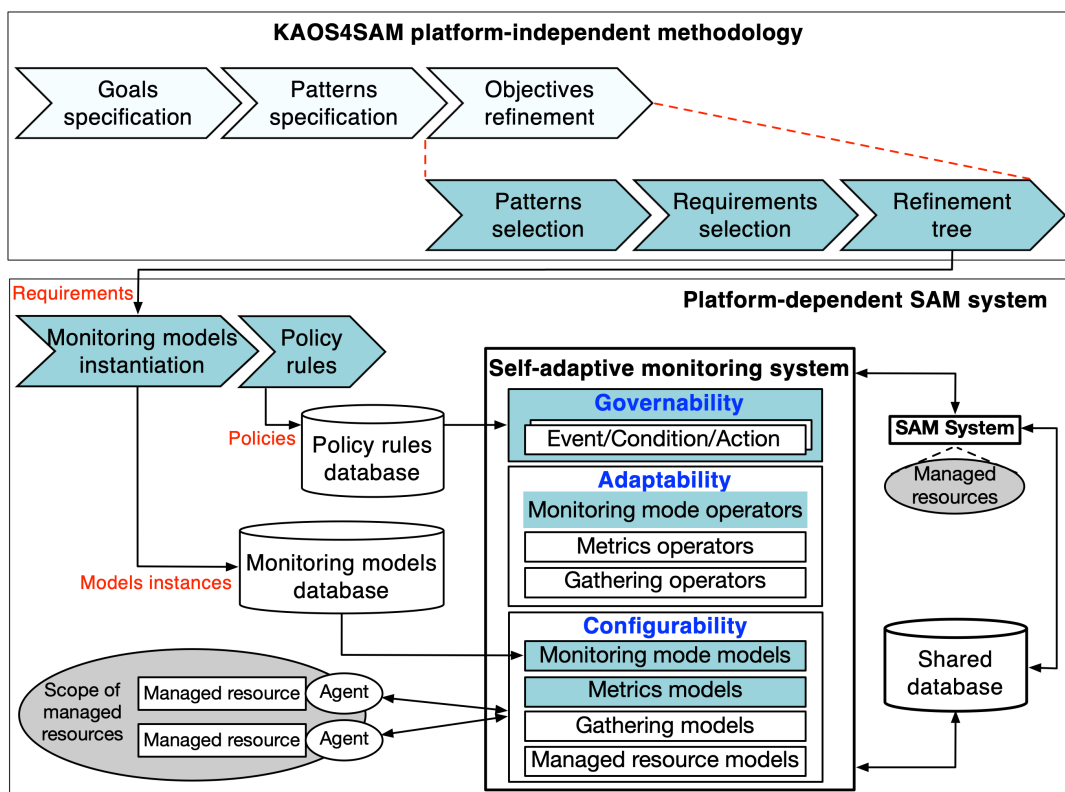 KAOS4SAM platform-independent methodology
Goals
specification
Patterns
specification
Objectives
refinement
Patterns
selection
Requirements
selection
Refinement
tree
Requirements
Platform-dependent SAM system
Monitoring models
instantiation
Policy
rules
Policies
Policy rules
database
Models instances
Monitoring models
database
Self-adaptive monitoring system
Governability
Event/Condition/Action
Adaptability
Monitoring mode operators
Metrics operators
Gathering operators
Configurability
Monitoring mode models
Metrics models
Gathering models
Managed resource models
SAM System
Managed
resources
Shared
database
Scope of
managed
resources
Managed resource
Agent
Managed resource
Agent